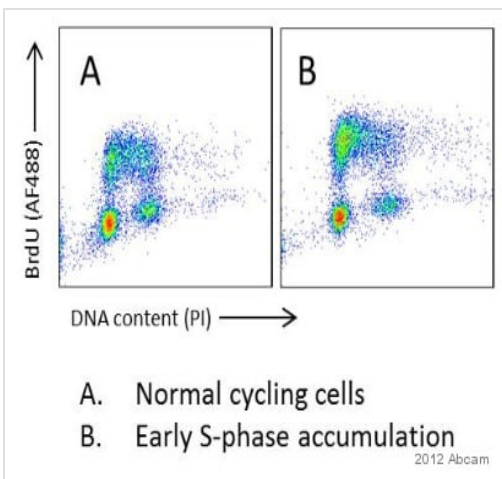 A
B
BrdU (AF488)
DNA content (PI)
A. Normal cycling cells
B. Early S-phase accumulation
2012 Abcam